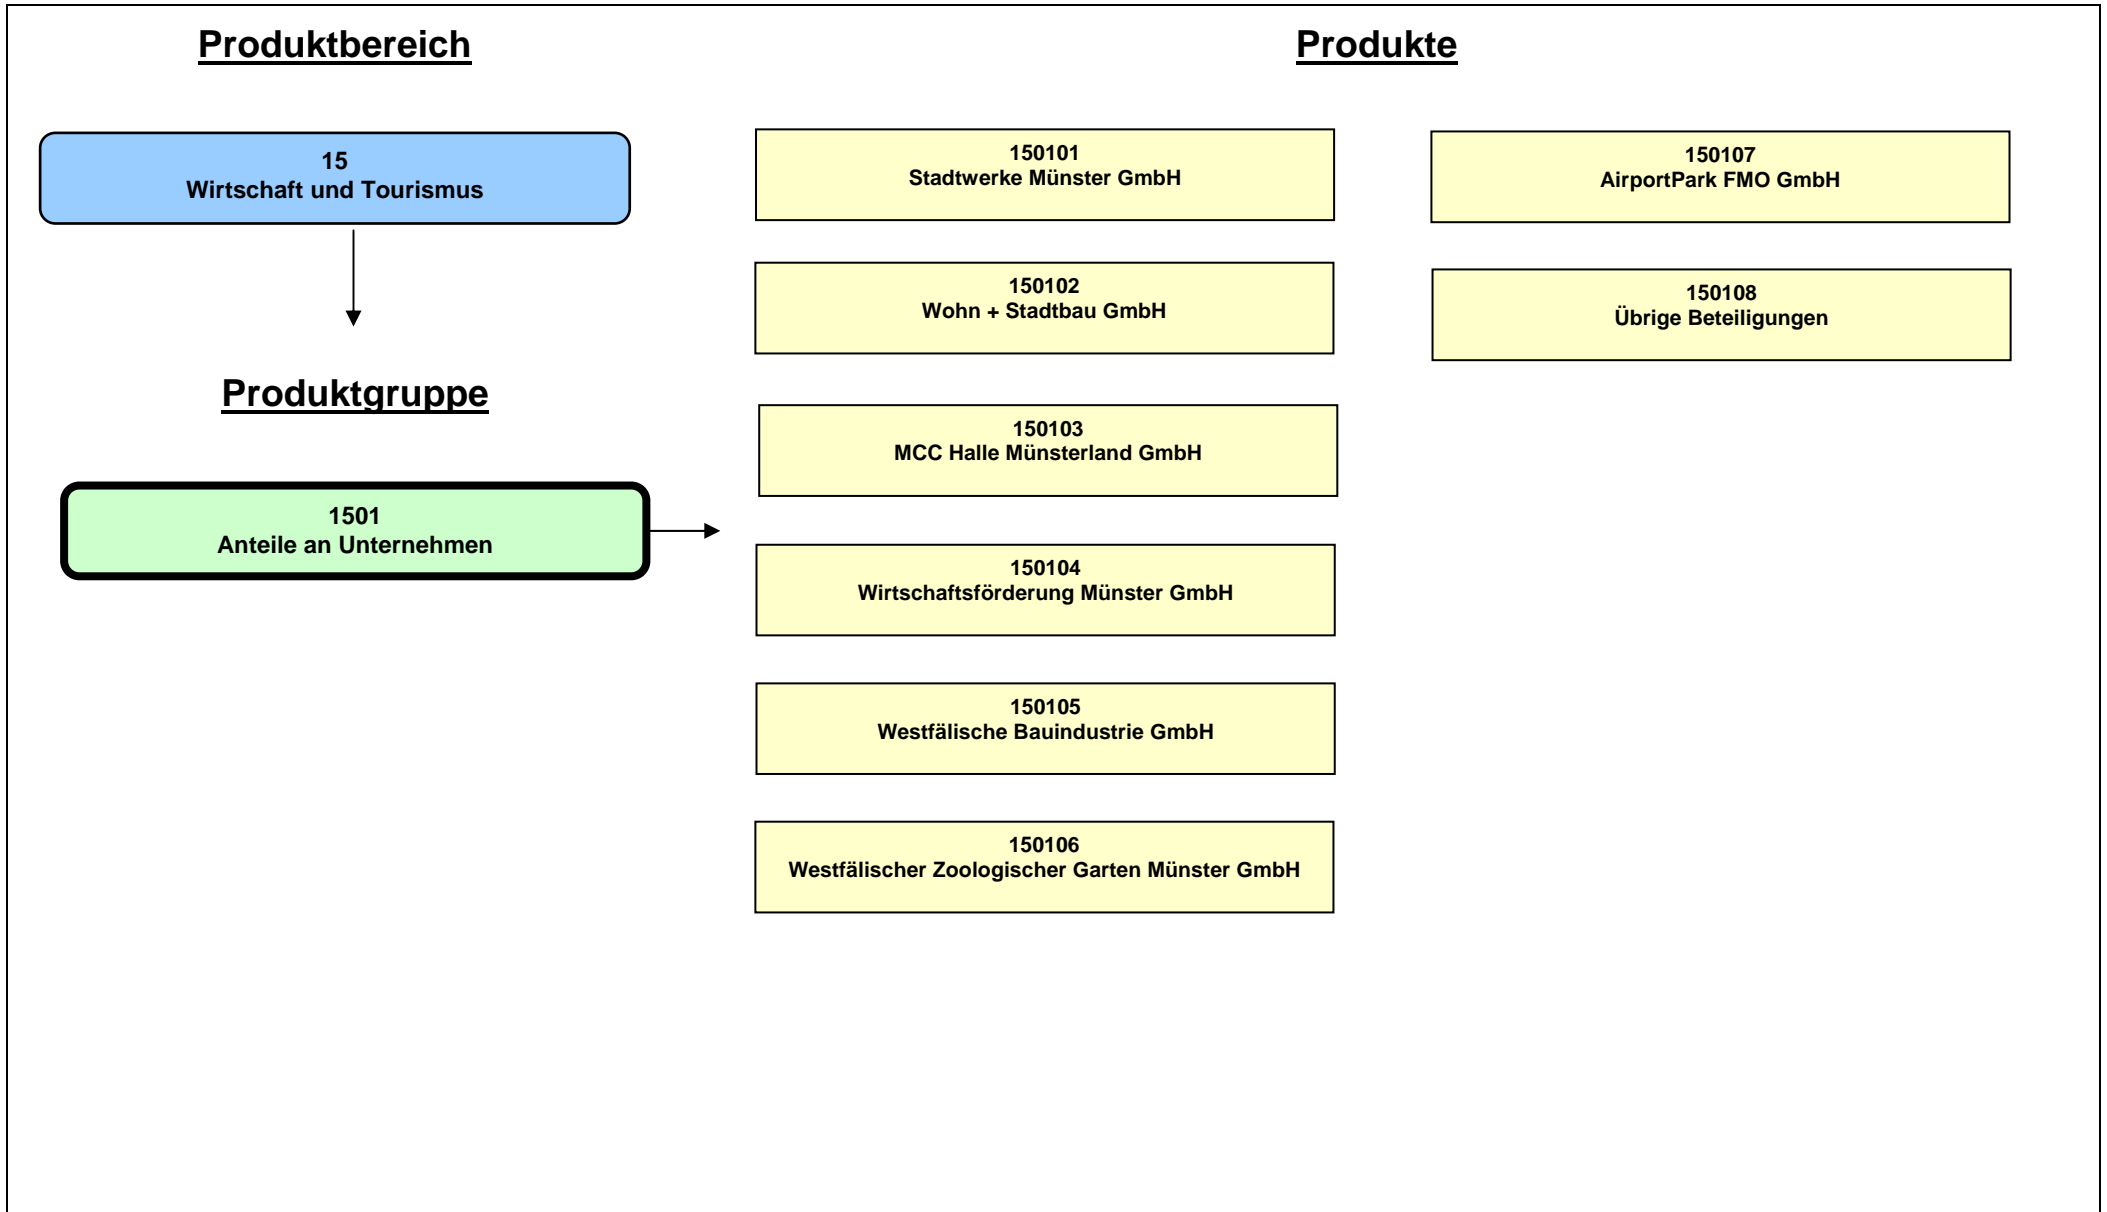 Produktbereich
15
Wirtschaft und Tourismus
Produktgruppe
1501
Anteile an Unternehmen
Produkte
150101
Stadtwerke Münster GmbH
150102
Wohn + Stadtbau GmbH
150103
MCC Halle Münsterland GmbH
150104
Wirtschaftsförderung Münster GmbH
150105
Westfälische Bauindustrie GmbH
150106
Westfälischer Zoologischer Garten Münster GmbH
150107
AirportPark FMO GmbH
150108
Übrige Beteiligungen